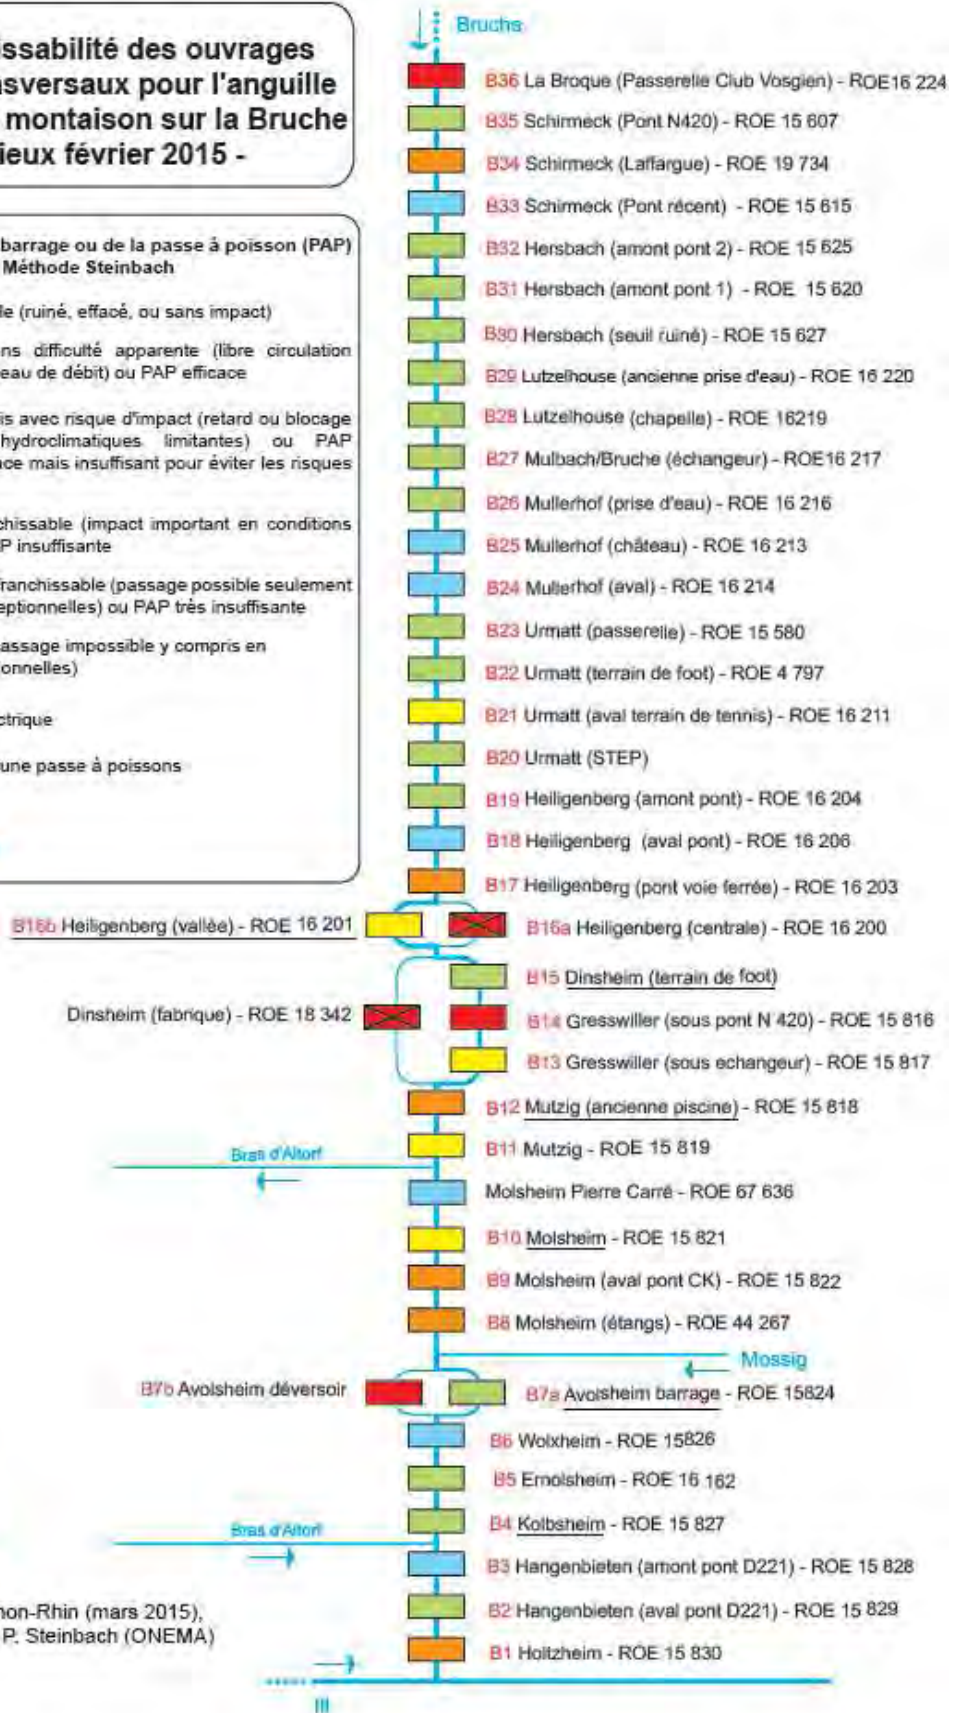 ssabilité des ouvrages
nsversaux pour l'anguille
montaison sur la Bruche
ieux février 2015 -
barrage ou de la passe à poisson (PAP)
Méthode Steinbach
le (ruiné, effacé, ou sans impact)
ns difficulté apparente (libre circulation
eau de débit) ou PAP efficace
is avec risque d'impact (retard ou blocage
hydroclimatiques limitantes) ou PAP
ce mais insuffisant pour éviter les risques
chissable (impact important en conditions
P insuffisante
franchissable (passage possible seulement
eptionnelles) ou PAP très insuffisante
assage impossible y compris en
onnelles)
ctrique
une passe à poissons
Bruche
B36 La Broque (Passerelle Club Vosgien) - ROE16 224
B35 Schirmeck (Pont N420) - ROE 15 607
B34 Schirmeck (Laffargue) - ROE 19 734
B33 Schirmeck (Pont récent) - ROE 15 615
B32 Hersbach (amont pont 2) - ROE 15 625
B31 Hersbach (amont pont 1) - ROE 15 620
B30 Hersbach (seuil ruiné) - ROE 15 627
B29 Lutzelhouse (ancienne prise d'eau) - ROE 16 220
B28 Lutzelhouse (chapelle) - ROE 16219
B27 Mulbach/Bruche (échangeur) - ROE16 217
B26 Mullerhof (prise d'eau) - ROE 16 216
B25 Mullerhof (château) - ROE 16 213
B24 Mullerhof (aval) - ROE 16 214
B23 Urmatt (passerelle) - ROE 15 580
B22 Urmatt (terrain de foot) - ROE 4 797
B21 Urmatt (aval terrain de tennis) - ROE 16 211
B20 Urmatt (STEP)
B19 Heiligenberg (amont pont) - ROE 16 204
B18 Heiligenberg (aval pont) - ROE 16 206
B17 Heiligenberg (pont voie ferrée) - ROE 16 203
B16b Heiligenberg (vallée) - ROE 16 201
B16a Heiligenberg (centrale) - ROE 16 200
B15 Dinsheim (terrain de foot)
Dinsheim (fabrique) - ROE 18 342
B14 Gresswiller (sous pont N 420) - ROE 15 816
B13 Gresswiller (sous echangeur) - ROE 15 817
B12 Mutzig (ancienne piscine) - ROE 15 818
B11 Mutzig - ROE 15 819
Bras d'Altorf
Molsheim Pierre Carré - ROE 67 636
B10 Molsheim - ROE 15 821
B9 Molsheim (aval pont CK) - ROE 15 822
B8 Molsheim (étangs) - ROE 44 267
Mossig
B7b Avolsheim déversoir
B7a Avolsheim barrage - ROE 15824
B6 Wolxheim - ROE 15826
B5 Ernolsheim - ROE 16 162
B4 Kolbsheim - ROE 15 827
Bras d'Altorf
B3 Hangenbieten (amont pont D221) - ROE 15 828
B2 Hangenbieten (aval pont D221) - ROE 15 829
B1 Holtzheim - ROE 15 830
mon-Rhin (mars 2015),
P. Steinbach (ONEMA)
Ill